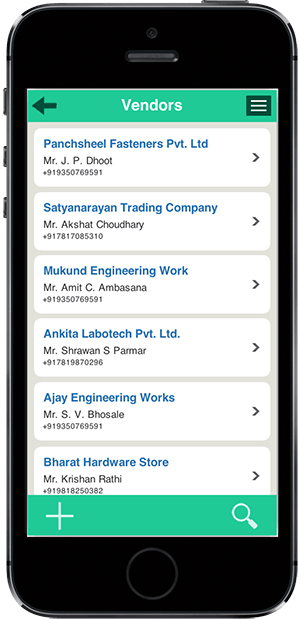 Vendors
Panchsheel Fasteners Pvt. Ltd
Mr. J. P. Dhoot
+919350769591
Satyanarayan Trading Company
Mr. Akshat Choudhary
+917817085310
Mukund Engineering Work
Mr. Amit C. Ambasana
+919350769591
Ankita Labotech Pvt. Ltd.
Mr. Shrawan S Parmar
+917819870296
Ajay Engineering Works
Mr. S. V. Bhosale
+919350769591
Bharat Hardware Store
Mr. Krishan Rathi
+919818250382